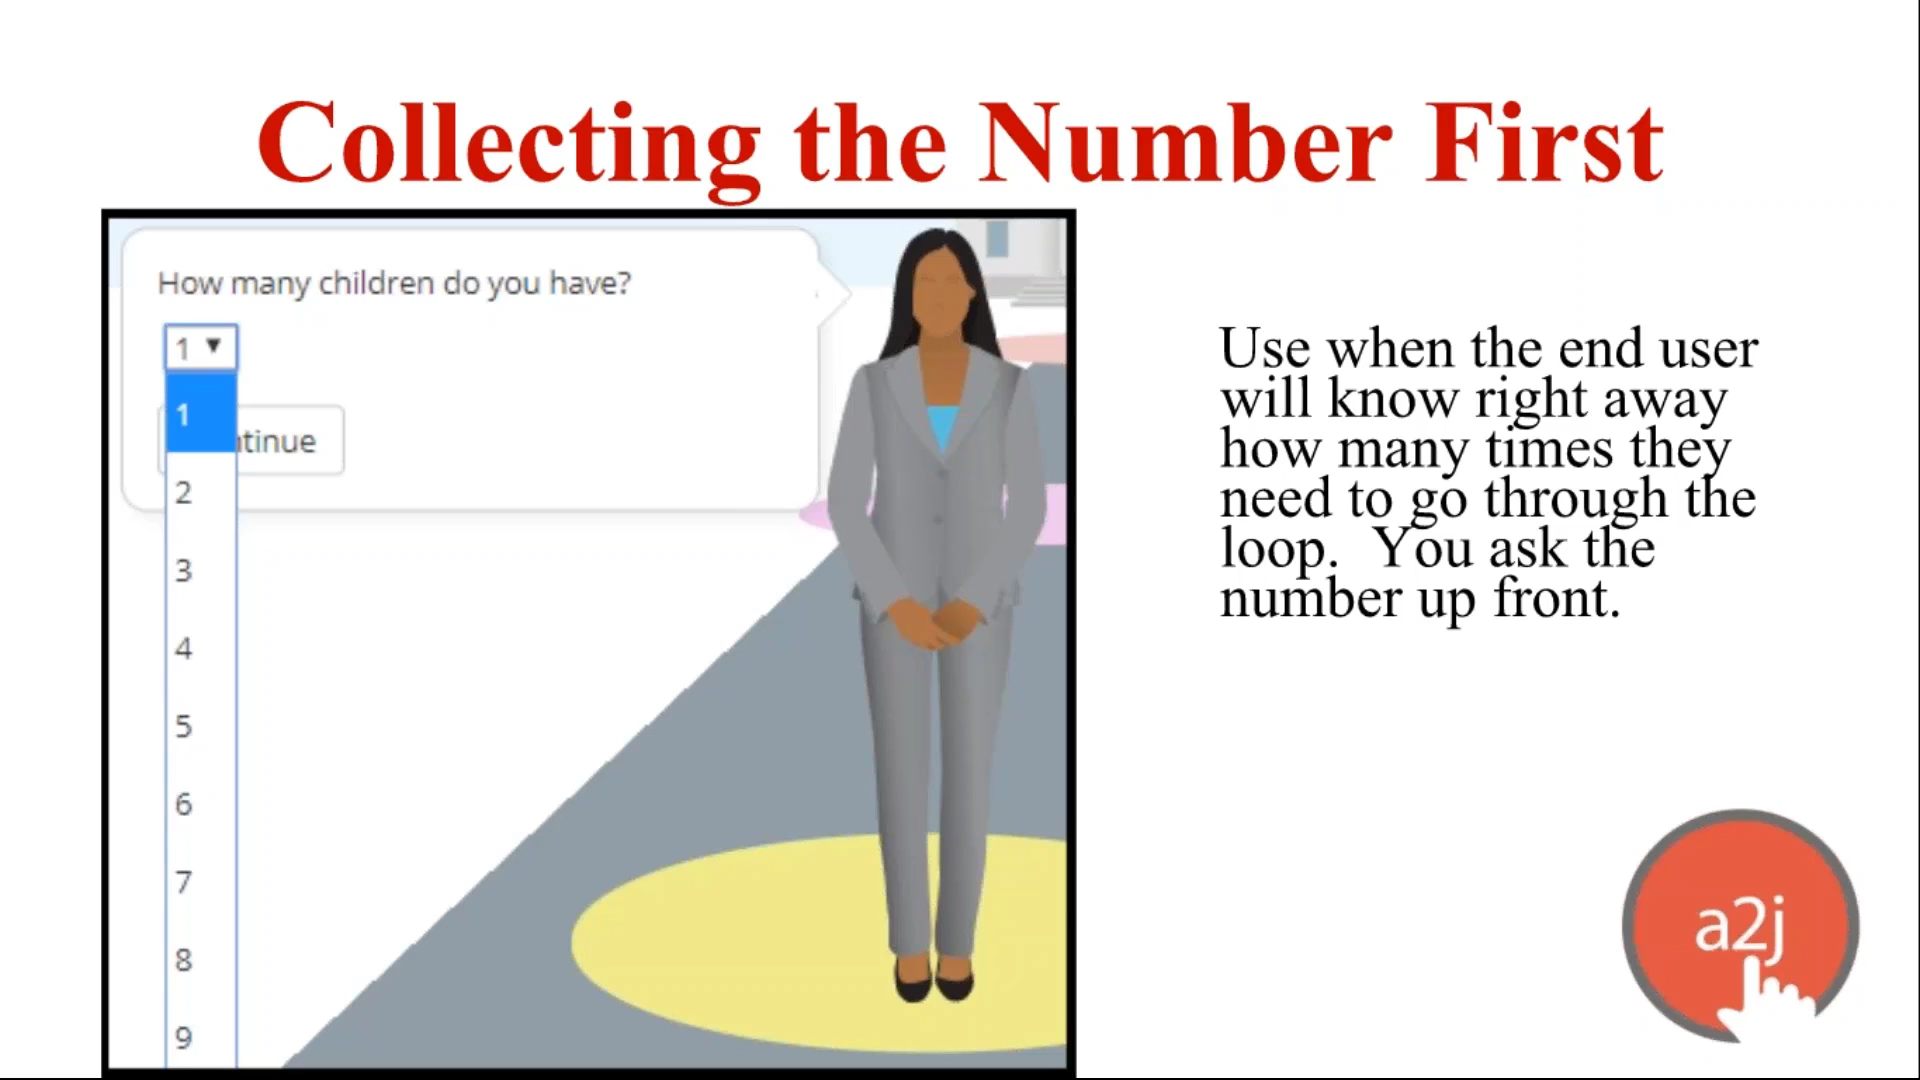 Collecting the Number First
How many children do you have?
1
1
ntinue
2
3
4
5
6
7
8
9
Use when the end user
will know right away
how many times they
need to go through the
loop.  You ask the
number up front.
a2j